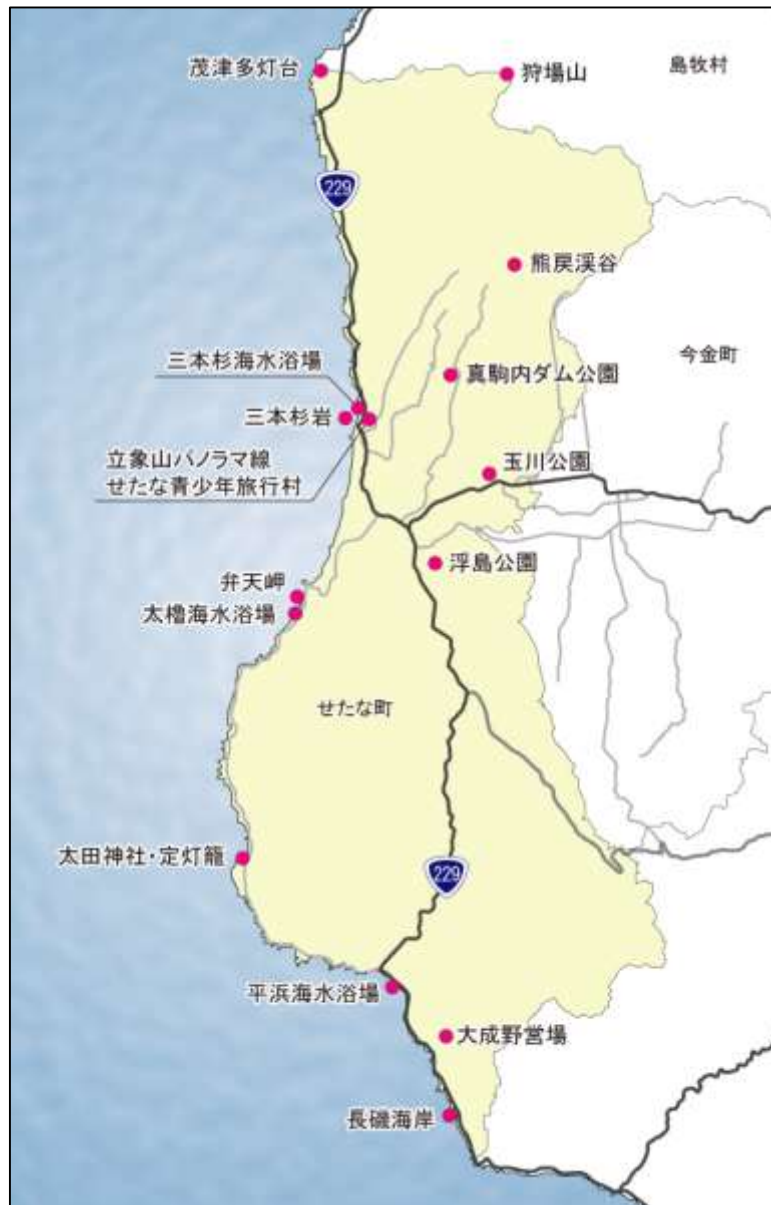 茂津多灯台
狩場山
島牧村
229
熊戻渓谷
三本杉海水浴場
今金町
真駒内ダム公園
三本杉岩
立象山パノラマ線
せたな青少年旅行村
玉川公園
浮島公園
弁天岬
太櫓海水浴場
せたな町
太田神社・定灯籠
229
平浜海水浴場
大成野営場
長磯海岸